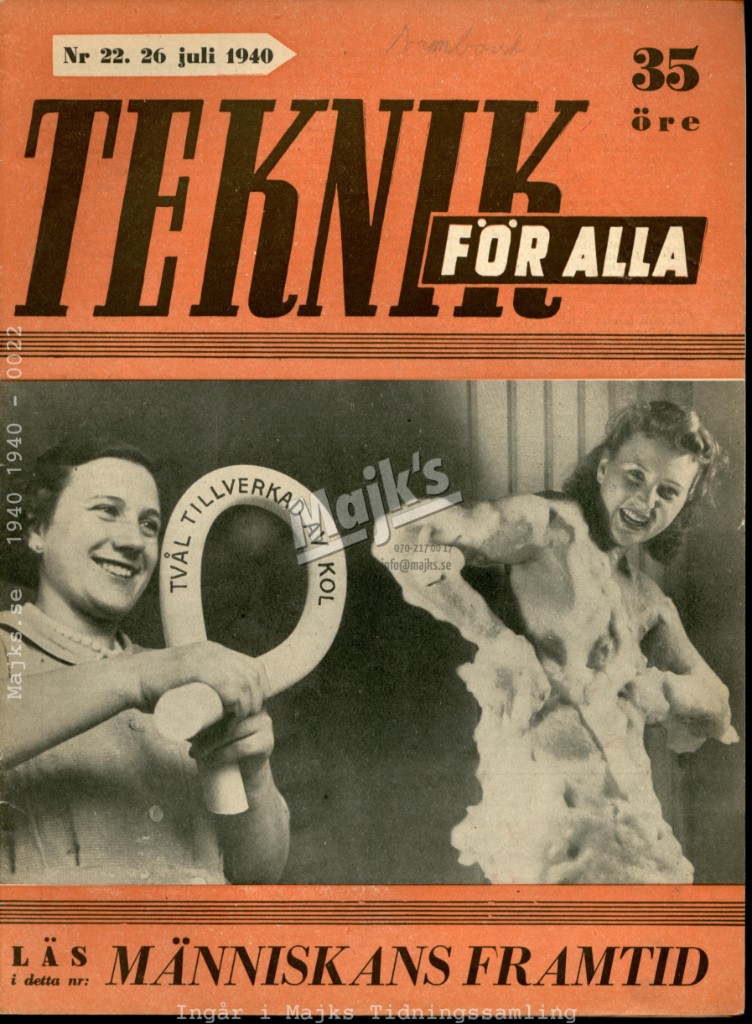 Nr 22. 26 juli 1940
35
öre
TEKNIK
FÖR ALLA
Majks.se 1940 1940 - 0022
TVÅL TILLVERKAD AV KOL
Majk's
070-217 00 17
info@majks.se
LÄS
i detta nr:
MÄNNISKANS FRAMTID
Ingår i Majks Tidningssamling